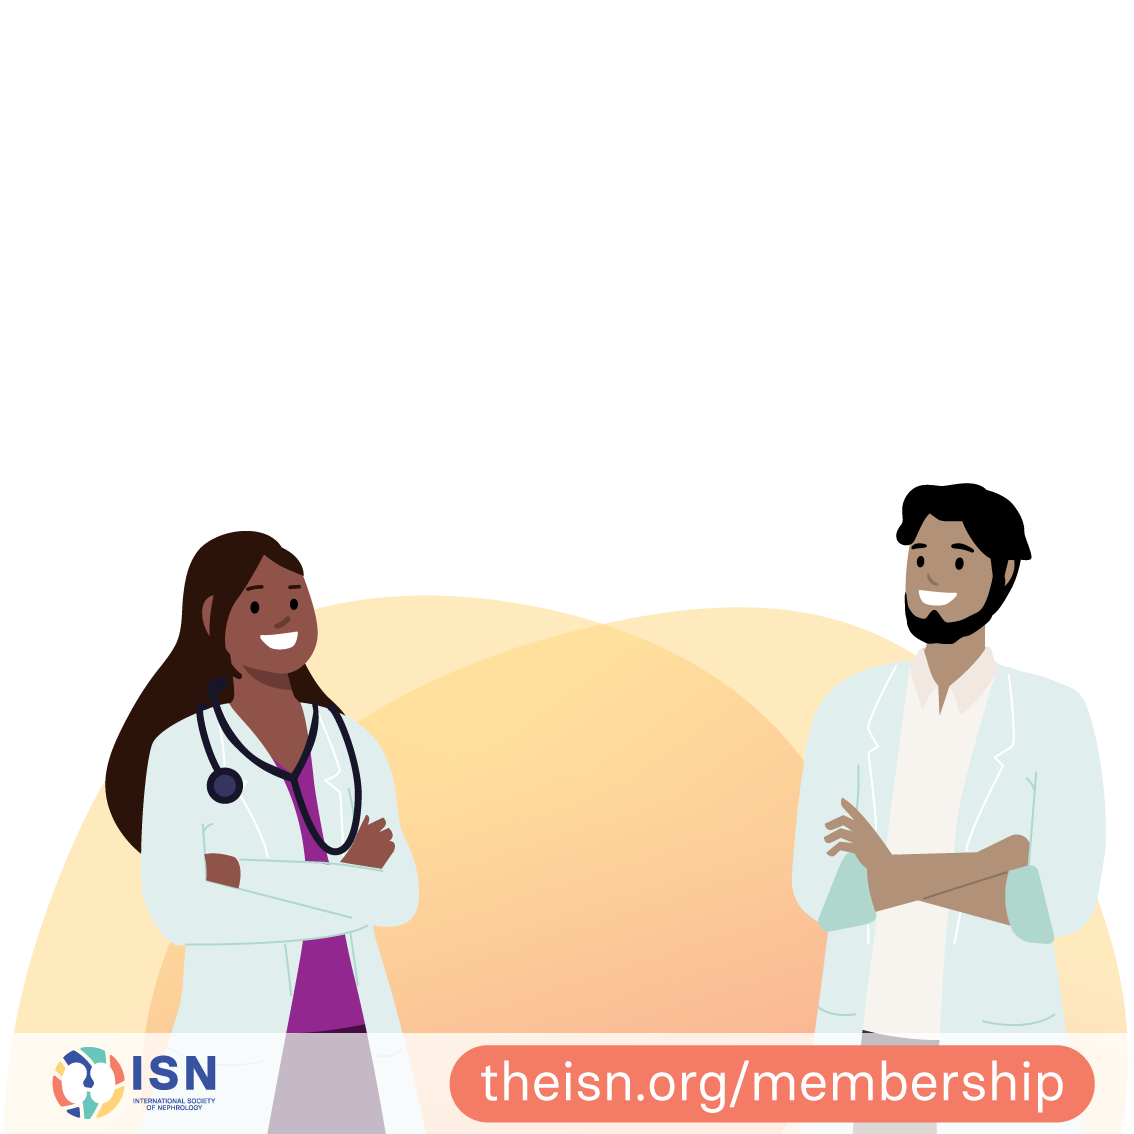 ISN
INTERNATIONAL SOCIETY
OF NEPHROLOGY
theisn.org/membership